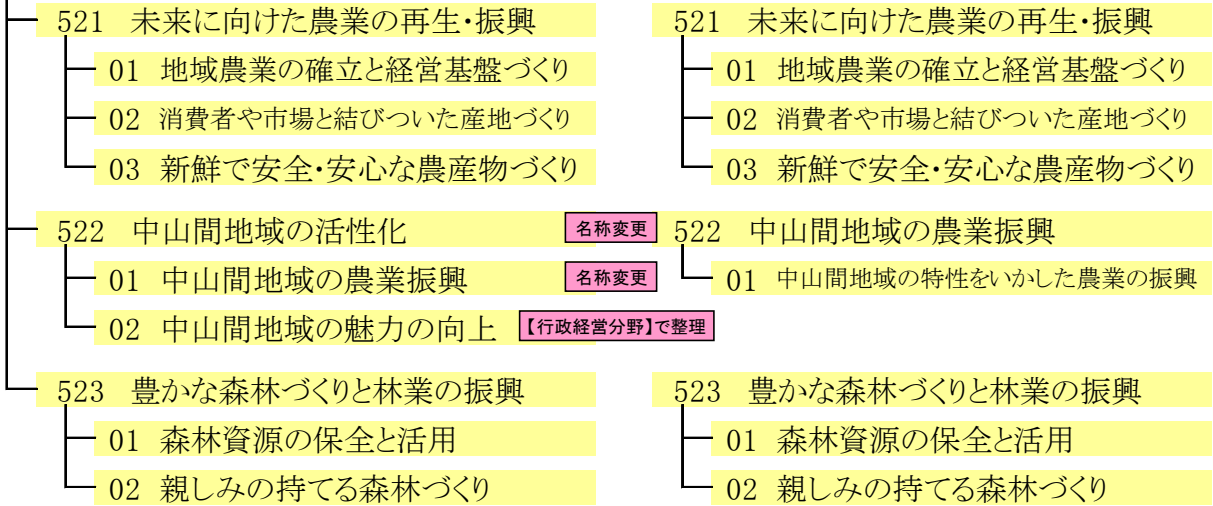 521 未来に向けた農業の再生・振興
01 地域農業の確立と経営基盤づくり
02 消費者や市場と結びついた産地づくり
03 新鮮で安全・安心な農産物づくり
522 中山間地域の活性化
名称変更
01 中山間地域の農業振興
名称変更
02 中山間地域の魅力の向上
【行政経営分野】で整理
523 豊かな森林づくりと林業の振興
01 森林資源の保全と活用
02 親しみの持てる森林づくり
521 未来に向けた農業の再生・振興
01 地域農業の確立と経営基盤づくり
02 消費者や市場と結びついた産地づくり
03 新鮮で安全・安心な農産物づくり
522 中山間地域の農業振興
01 中山間地域の特性をいかした農業の振興
523 豊かな森林づくりと林業の振興
01 森林資源の保全と活用
02 親しみの持てる森林づくり